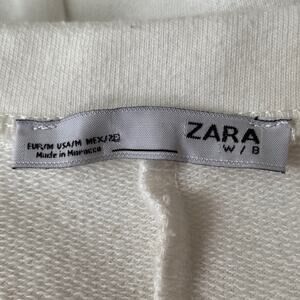 EUR/M USA/M MEX/28
Made in Morocco
ZARA
W / B